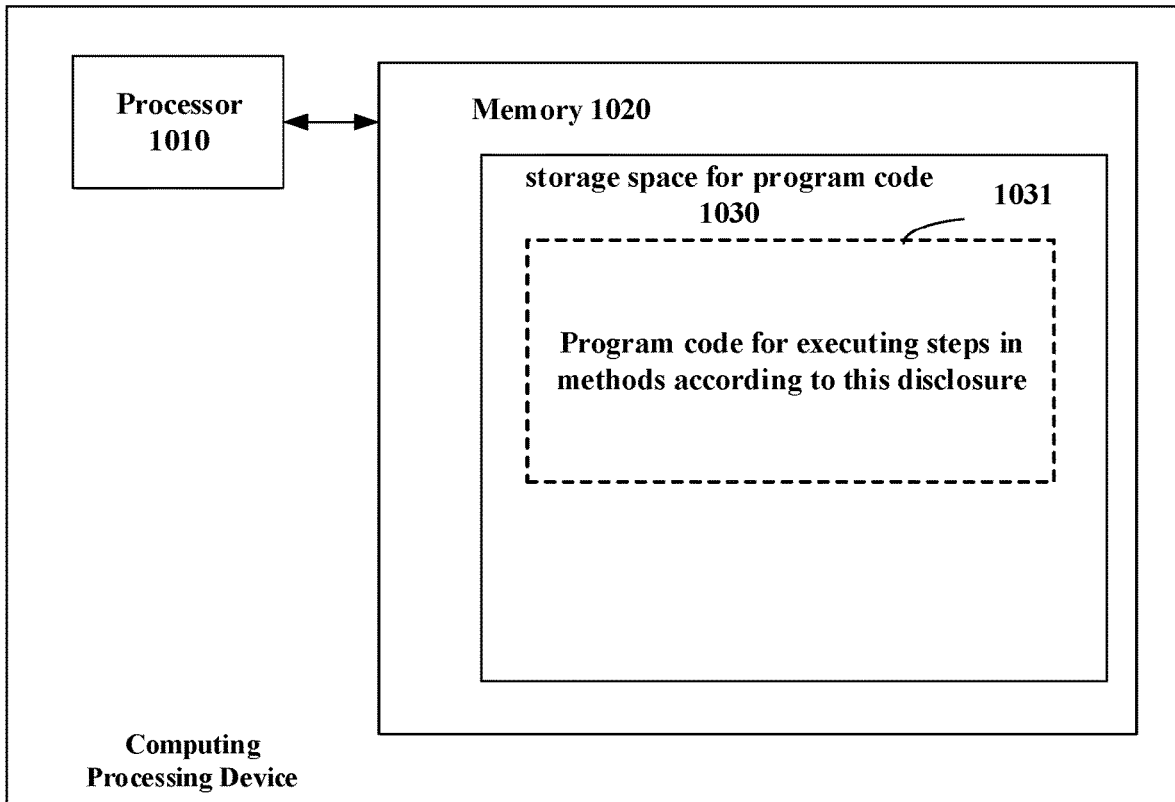 Processor
1010
Memory 1020
storage space for program code
1030
1031
Program code for executing steps in
methods according to this disclosure
Computing
Processing Device